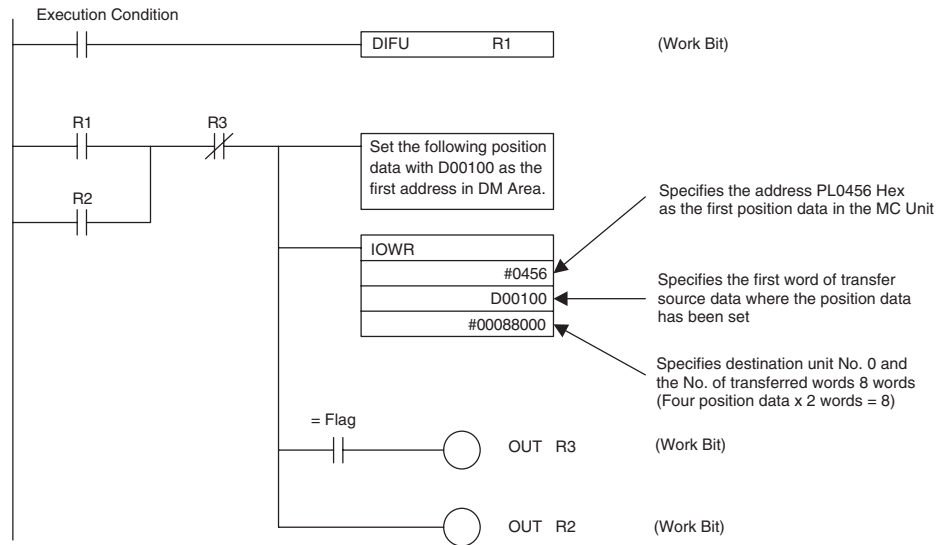 Execution Condition
DIFU R1
(Work Bit)
R1
R3
Set the following position
data with D00100 as the
first address in DM Area.
R2
Specifies the address PL0456 Hex
as the first position data in the MC Unit
IOWR
#0456
D00100
#00088000
Specifies the first word of transfer
source data where the position data
has been set
Specifies destination unit No. 0 and
the No. of transferred words 8 words
(Four position data x 2 words = 8)
= Flag
OUT R3
(Work Bit)
OUT R2
(Work Bit)